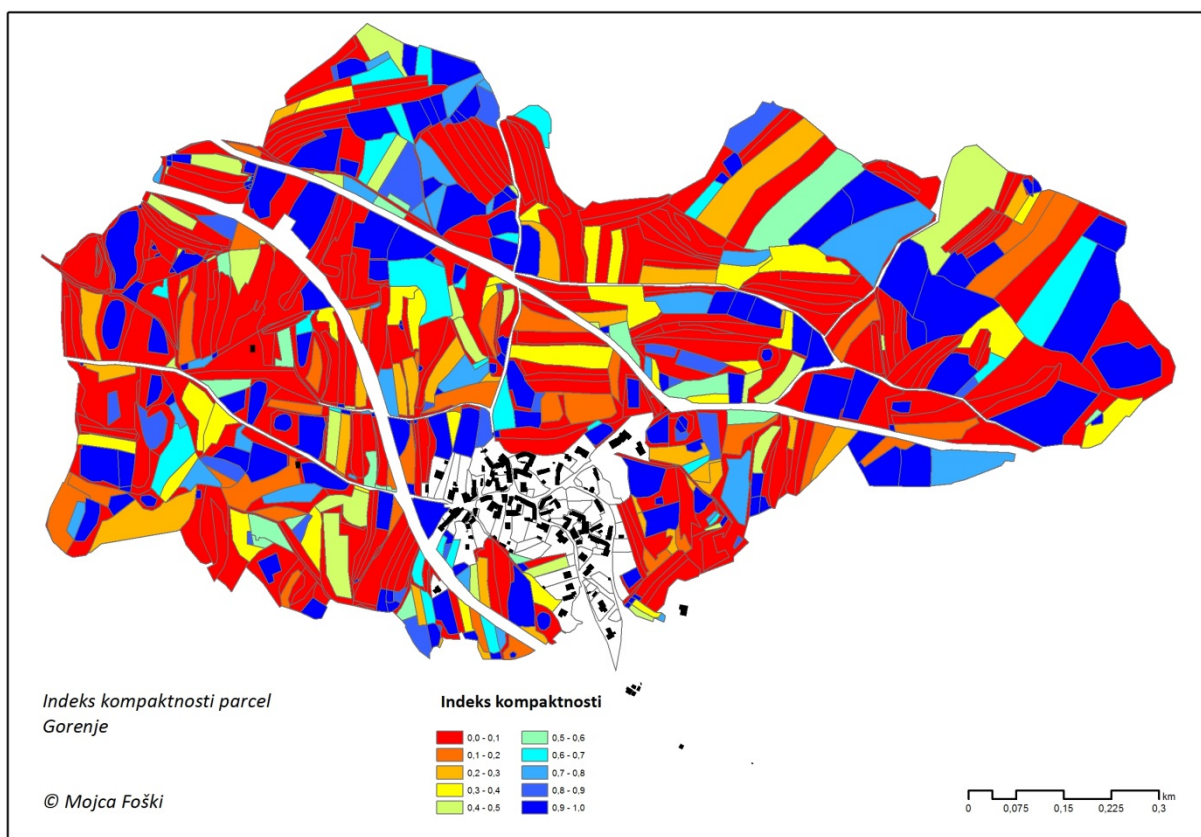 Indeks kompaktnosti parcel
Gorenje
© Mojca Foški
Indeks kompaktnosti
0,0 - 0,1
0,1 - 0,2
0,2 - 0,3
0,3 - 0,4
0,4 - 0,5
0,5 - 0,6
0,6 - 0,7
0,7 - 0,8
0,8 - 0,9
0,9 - 1,0
km
0 0,075 0,15 0,225 0,3